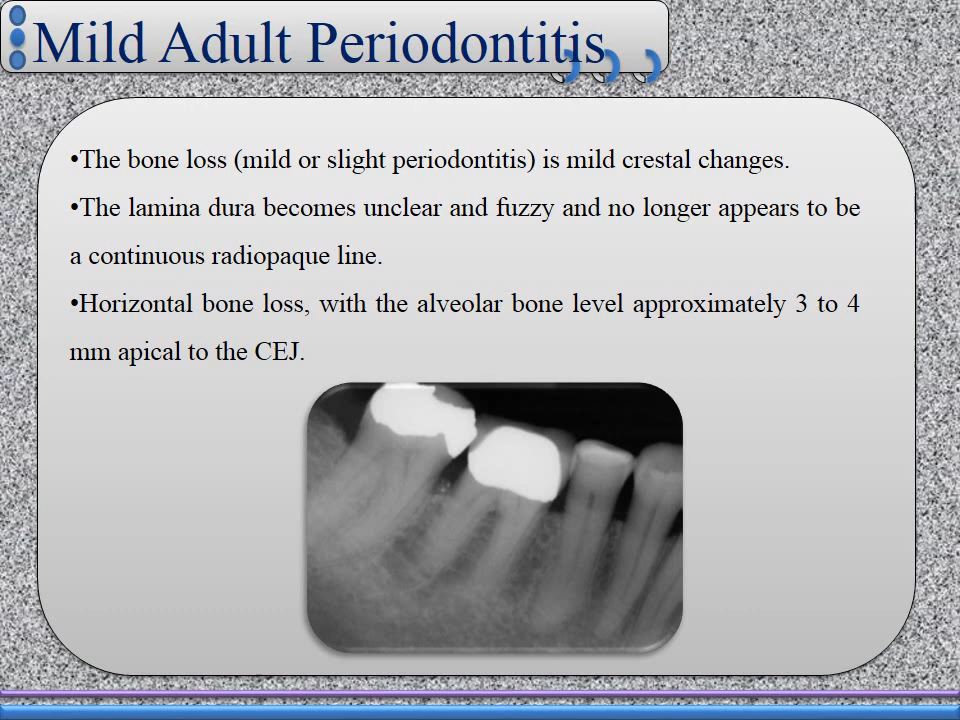 Mild Adult Periodontitis
•The bone loss (mild or slight periodontitis) is mild crestal changes.
•The lamina dura becomes unclear and fuzzy and no longer appears to be
a continuous radiopaque line.
•Horizontal bone loss, with the alveolar bone level approximately 3 to 4
mm apical to the CEJ.